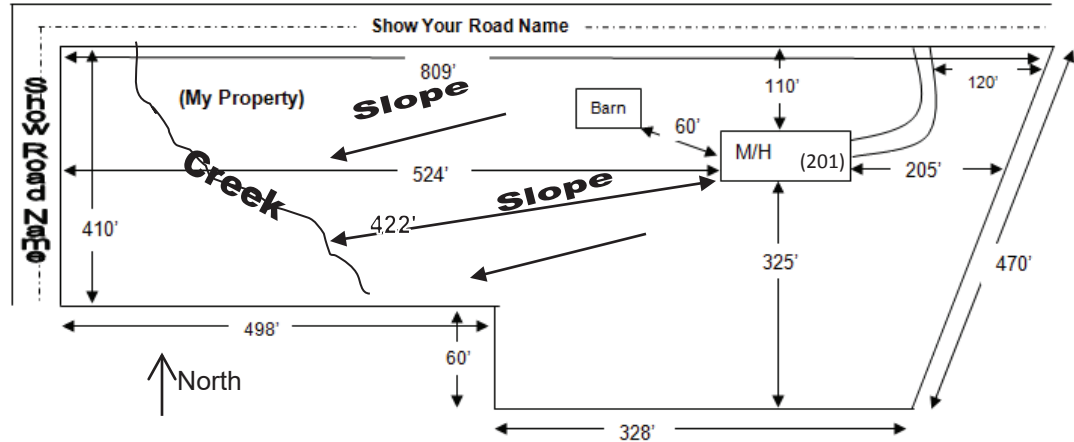 Show Your Road Name
Show Road Name
809'
120'
110'
(My Property)
Slope
Barn
60'
M/H
(201)
524'
205'
Creek
Slope
422'
410'
325'
470'
498'
60'
North
328'